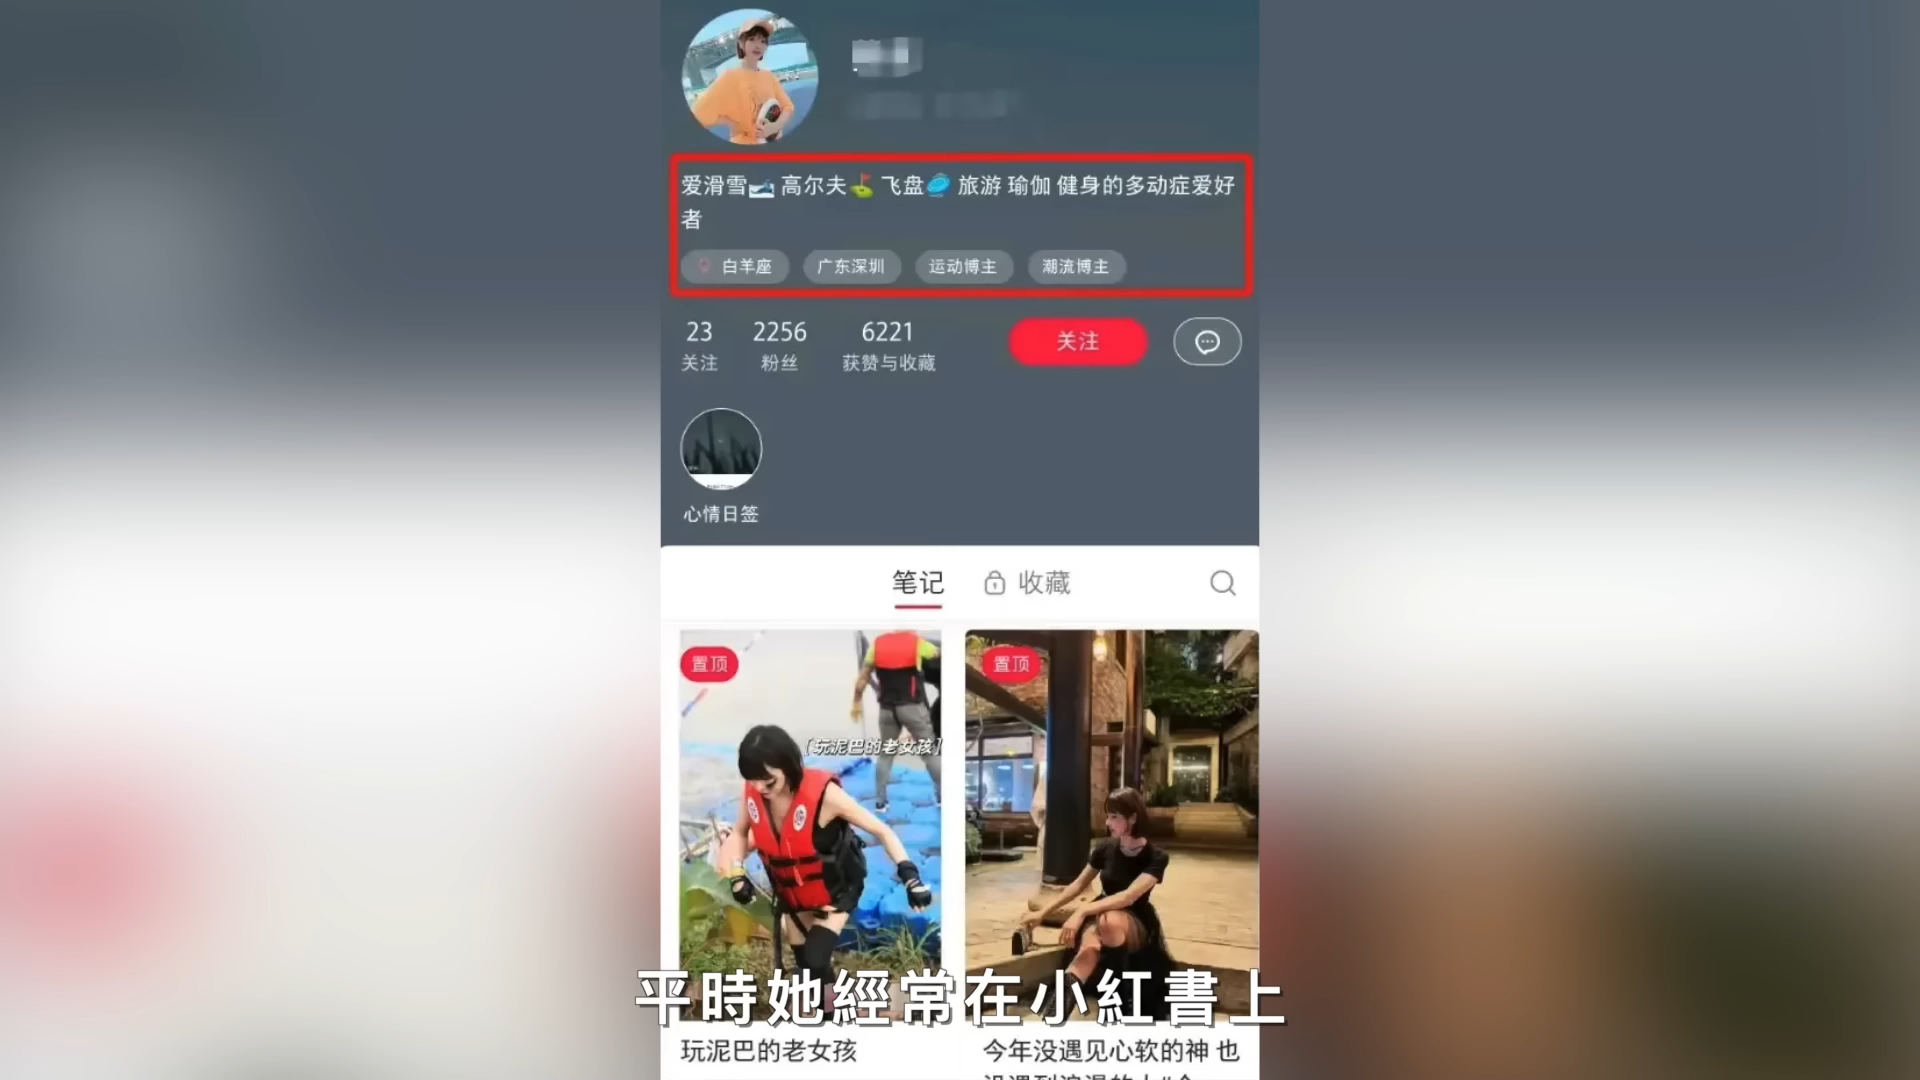 爱滑雪🎿 高尔夫⛳ 飞盘🥏 旅游 瑜伽 健身的多动症爱好
者
白羊座 广东深圳 运动博主 潮流博主
23 2256 6221
关注 粉丝 获赞与收藏
关注
心情日签
笔记 收藏
置顶 置顶
[玩泥巴的老女孩]
平時她經常在小紅書上
玩泥巴的老女孩
今年没遇见心软的神 也